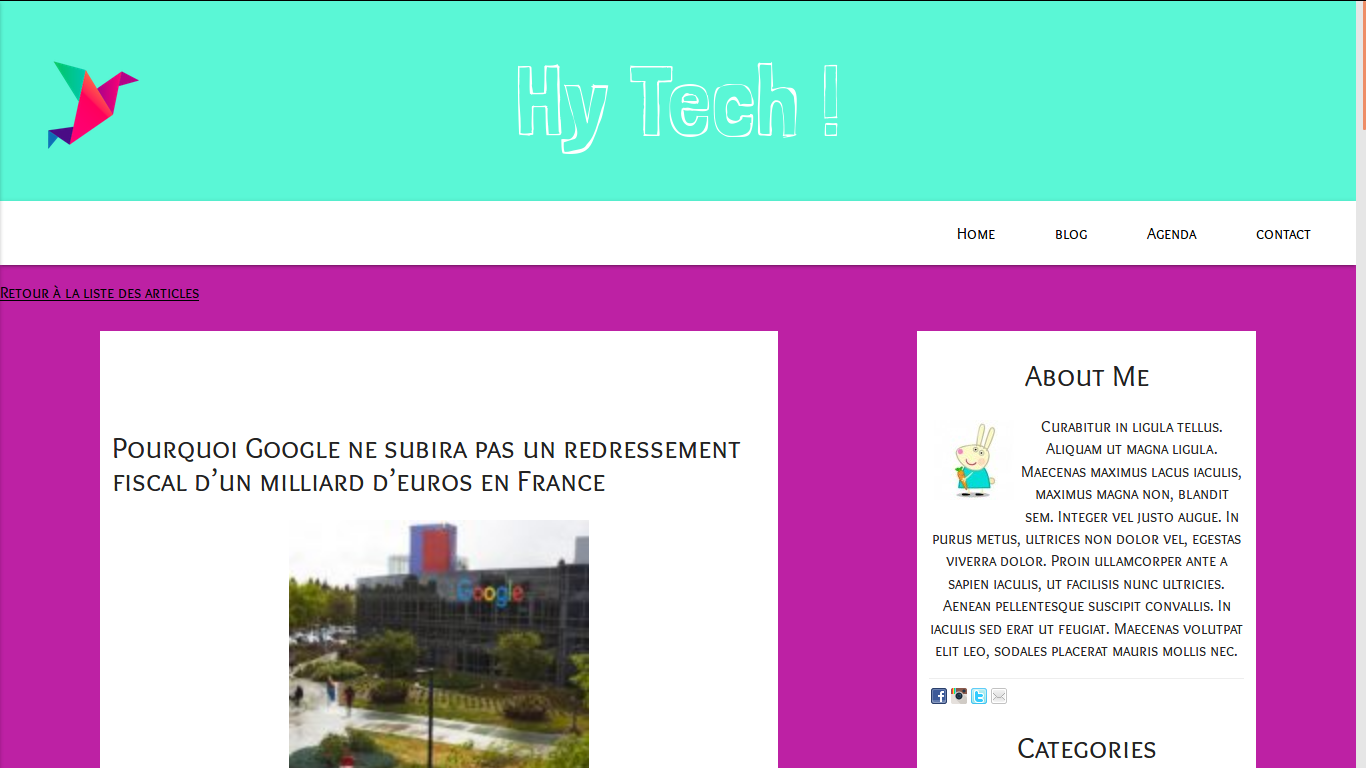 Hy Tech !
Home
blog
Agenda
contact
Retour à la liste des articles
Pourquoi Google ne subira pas un redressement
fiscal d’un milliard d’euros en France
Google
About Me
Curabitur in ligula tellus.
Aliquam ut magna ligula.
Maecenas maximus lacus iaculis,
maximus magna non, blandit
sem. Integer vel justo augue. In
purus metus, ultrices non dolor vel, egestas
viverra dolor. Proin ullamcorper ante a
sapien iaculis, ut facilisis nunc ultricies.
Aenean pellentesque suscipit convallis. In
iaculis sed erat ut feugiat. Maecenas volutpat
elit leo, sodales placerat mauris mollis nec.
Categories